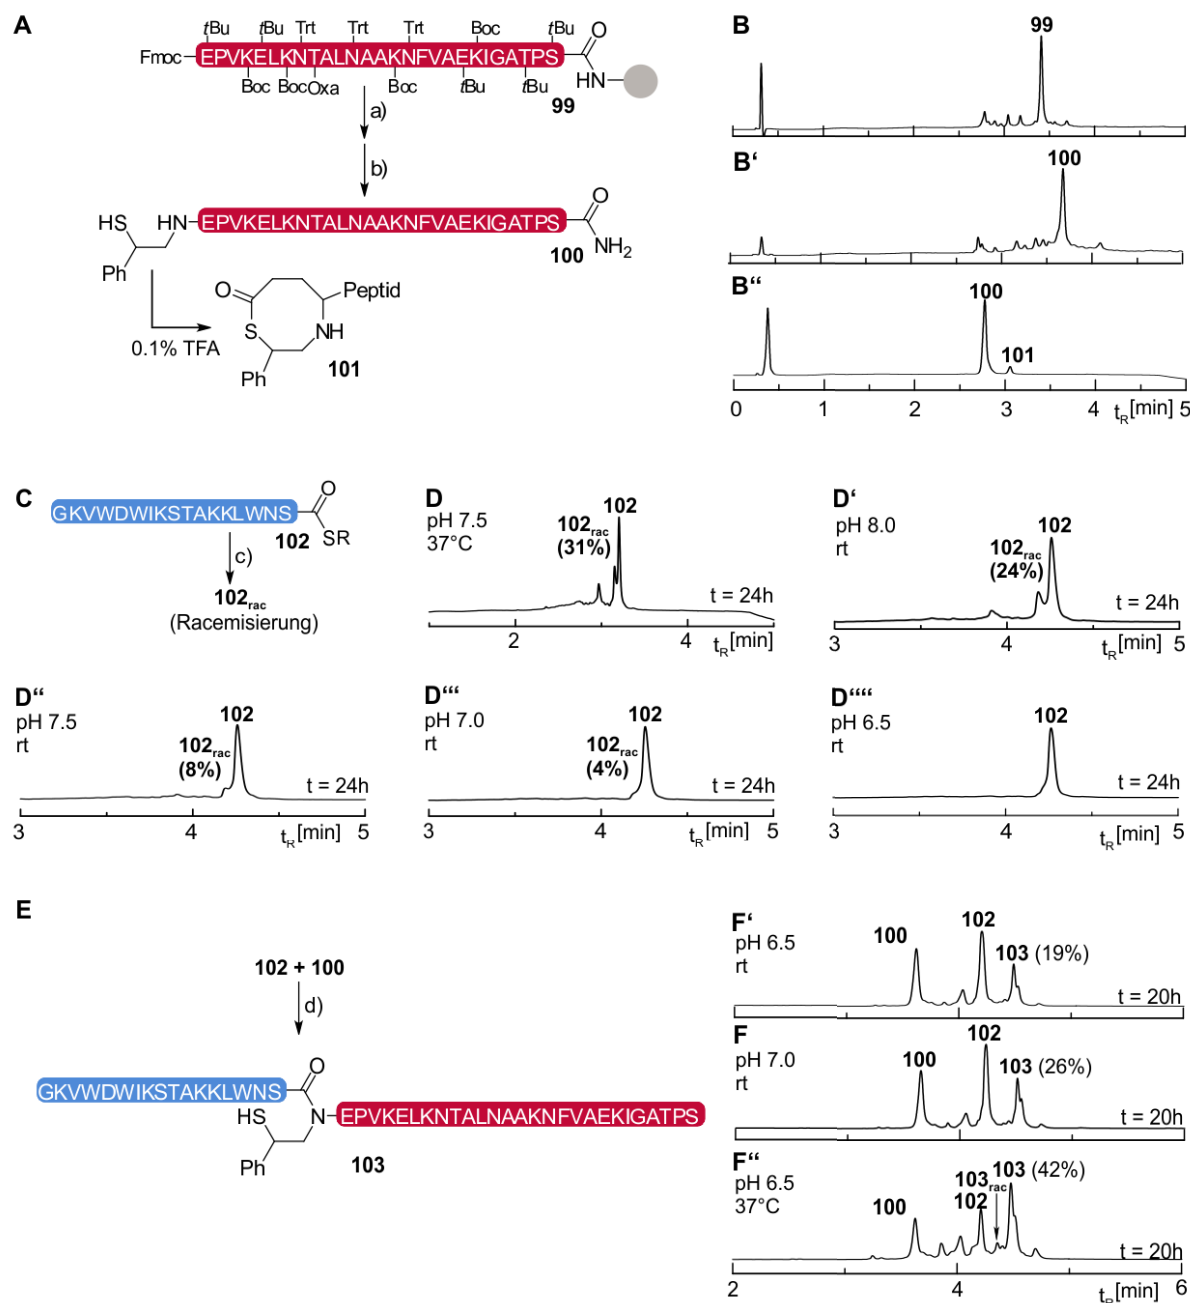 A
tBu tBu Trt Trt Trt Boc tBu
Fmoc EPVKELKNTALNAAKNFVAEKIGATPS O
HN
Boc Boc Oxa Boc tBu tBu 99
a)
b)
HS HN EPVKELKNTALNAAKNFVAEKIGATPS O
NH2
Ph 100
O Peptid
S NH
0.1% TFA
Ph 101
B 99
B‘ 100
B“ 100
101
0 1 2 3 4 tR[min] 5
C
GKVWDWIKSTAKKLWNS O
102 SR
c)
102rac
(Racemisierung)
D
pH 7.5
37°C
102
102rac
(31%)
t = 24h
2 4
tR[min]
D‘
pH 8.0
rt
102
102rac
(24%)
t = 24h
3 4 5
tR[min]
D“
pH 7.5
rt
102
102rac
(8%)
t = 24h
3 4 5
tR[min]
D“‘
pH 7.0
rt
102
102rac
(4%)
t = 24h
3 4 5
tR[min]
D““
pH 6.5
rt
102
t = 24h
3 4 5
tR[min]
E
102 + 100
d)
O
GKVWDWIKSTAKKLWNS
HS N EPVKELKNTALNAAKNFVAEKIGATPS
Ph 103
F‘
pH 6.5
rt
100 102 103 (19%)
t = 20h
F
pH 7.0
rt
100 102 103 (26%)
t = 20h
F“
pH 6.5
37°C
100 102 103rac 103 (42%)
t = 20h
2 4 6
tR[min]